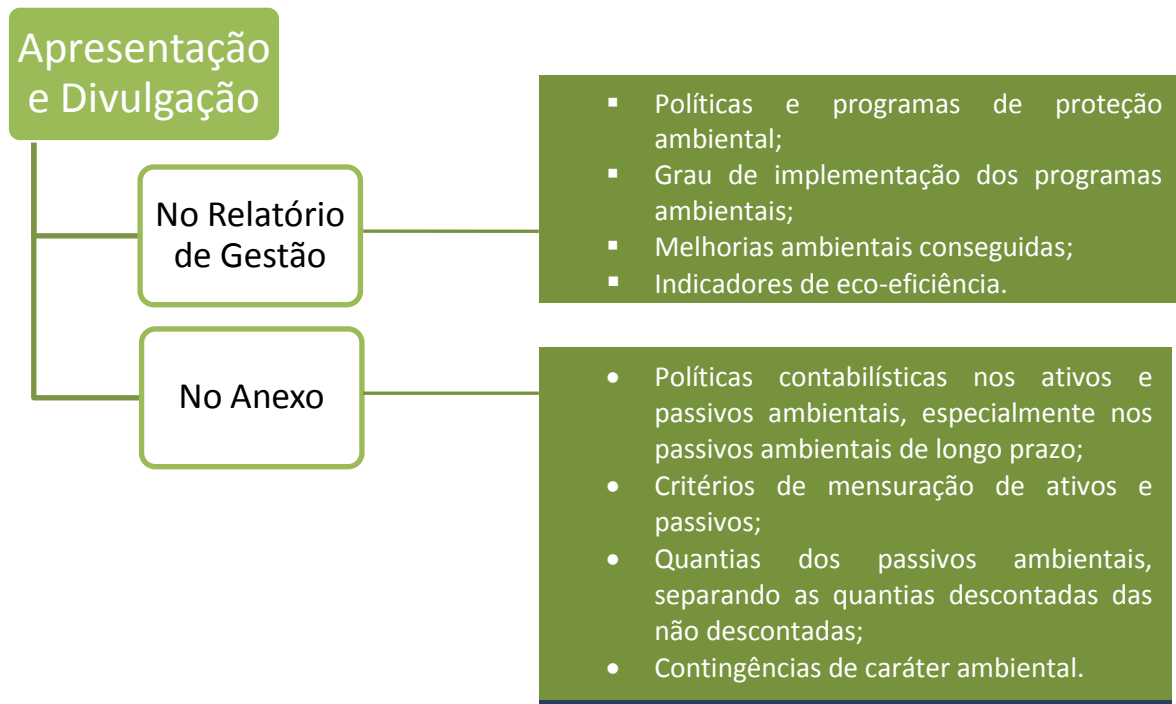 Apresentação
e Divulgação
No Relatório
de Gestão
▪ Políticas e programas de proteção
ambiental;
▪ Grau de implementação dos programas
ambientais;
▪ Melhorias ambientais conseguidas;
▪ Indicadores de eco-eficiência.
No Anexo
• Políticas contabilísticas nos ativos e
passivos ambientais, especialmente nos
passivos ambientais de longo prazo;
• Critérios de mensuração de ativos e
passivos;
• Quantias dos passivos ambientais,
separando as quantias descontadas das
não descontadas;
• Contingências de caráter ambiental.